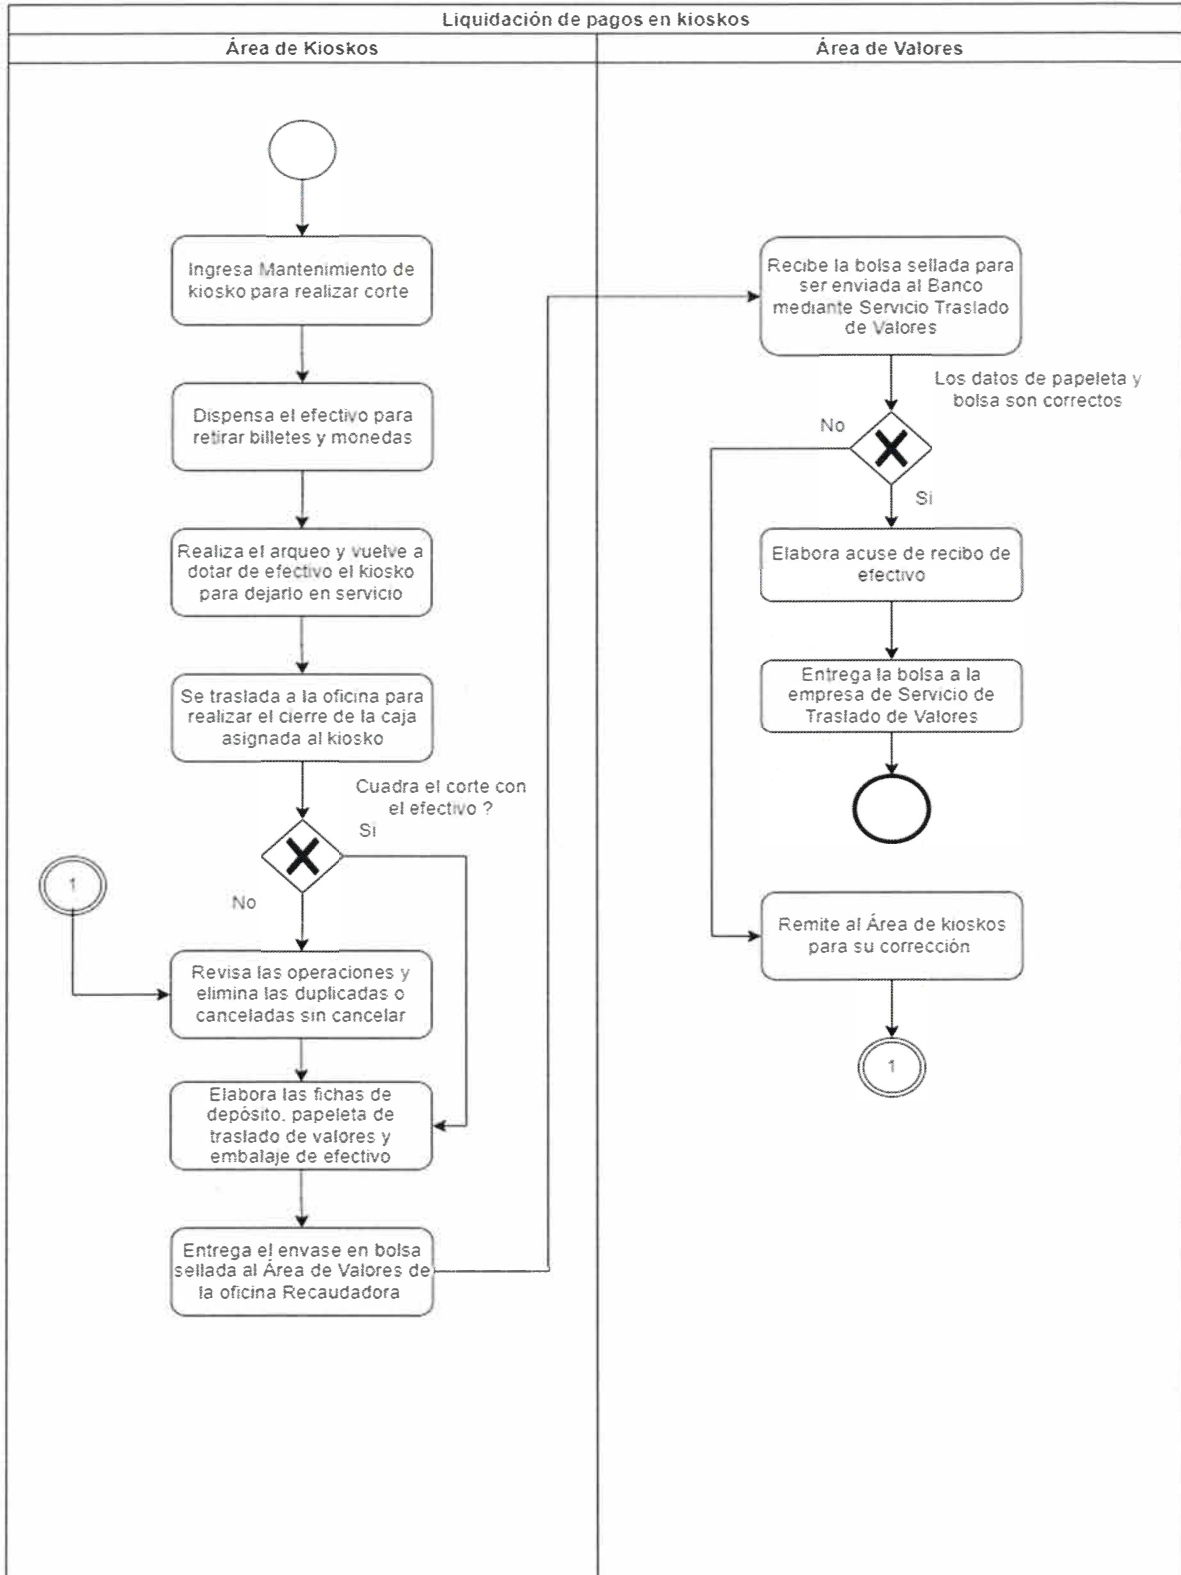 Liquidación de pagos en kioskos
Área de Kioskos
Área de Valores
Ingresa Mantenimiento de
kiosko para realizar corte
Dispensa el efectivo para
retirar billetes y monedas
Realiza el arqueo y vuelve a
dotar de efectivo el kiosko
para dejarlo en servicio
Se traslada a la oficina para
realizar el cierre de la caja
asignada al kiosko
Cuadra el corte con
el efectivo ?
Si
No
1
Revisa las operaciones y
elimina las duplicadas o
canceladas sin cancelar
Elabora las fichas de
depósito, papeleta de
traslado de valores y
embalaje de efectivo
Entrega el envase en bolsa
sellada al Área de Valores de
la oficina Recaudadora
Recibe la bolsa sellada para
ser enviada al Banco
mediante Servicio Traslado
de Valores
Los datos de papeleta y
bolsa son correctos
No
Si
Elabora acuse de recibo de
efectivo
Entrega la bolsa a la
empresa de Servicio de
Traslado de Valores
Remite al Área de kioskos
para su corrección
1